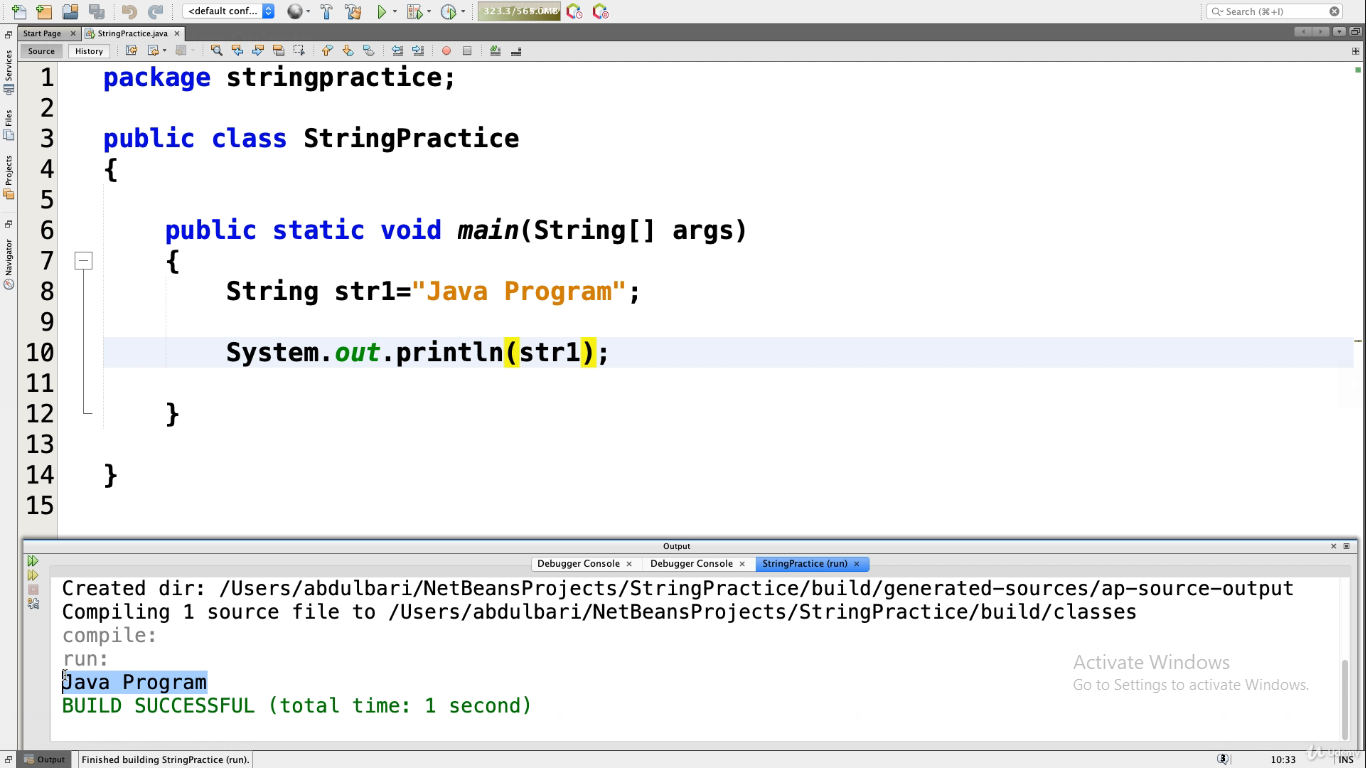 <default conf...
323.3/568.0MB
Search (⌘+I)
Start Page
StringPractice.java
Source History
Services
Files
Projects
Navigator
1 package stringpractice;
2
3 public class StringPractice
4 {
5
6 public static void main(String[] args)
7 {
8 String str1="Java Program";
9
10 System.out.println(str1);
11
12 }
13
14 }
15
Output
Debugger Console Debugger Console StringPractice (run)
Created dir: /Users/abdulbari/NetBeansProjects/StringPractice/build/generated-sources/ap-source-output
Compiling 1 source file to /Users/abdulbari/NetBeansProjects/StringPractice/build/classes
compile:
run:
Java Program
BUILD SUCCESSFUL (total time: 1 second)
Activate Windows
Go to Settings to activate Windows.
Output Finished building StringPractice (run). 10:33 INS
Udemy